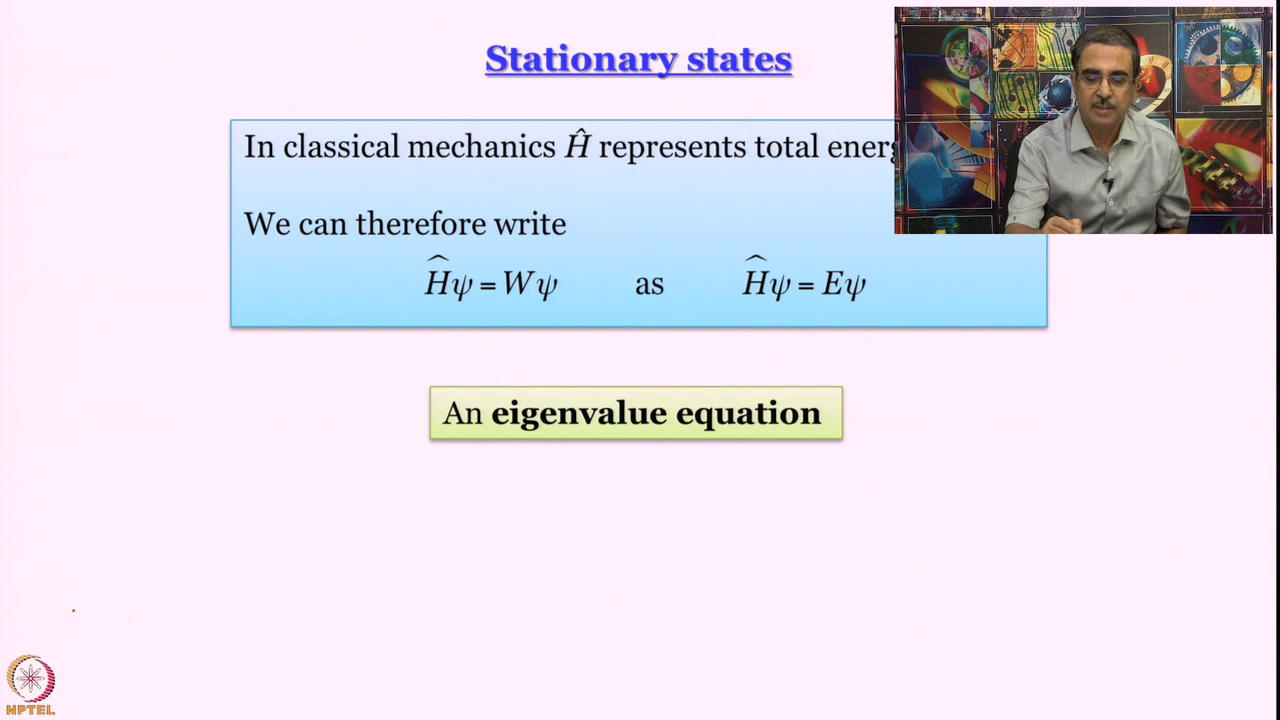 Stationary states
In classical mechanics Ĥ represents total
We can therefore write
Ĥψ = Wψ as Ĥψ = Eψ
An eigenvalue equation
NPTEL